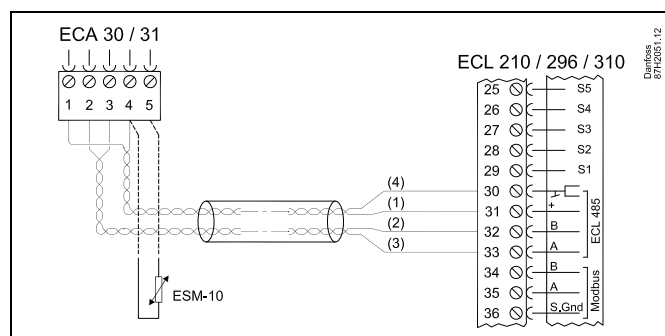 ECA 30 / 31
1 2 3 4 5
ESM-10
(4)
(1)
(2)
(3)
ECL 210 / 296 / 310
25 S5
26 S4
27 S3
28 S2
29 S1
30
31 +
32 B
33 A
ECL 485
34 B
35 A
36 S.Gnd
Modbus
Danfoss
87H2051.12